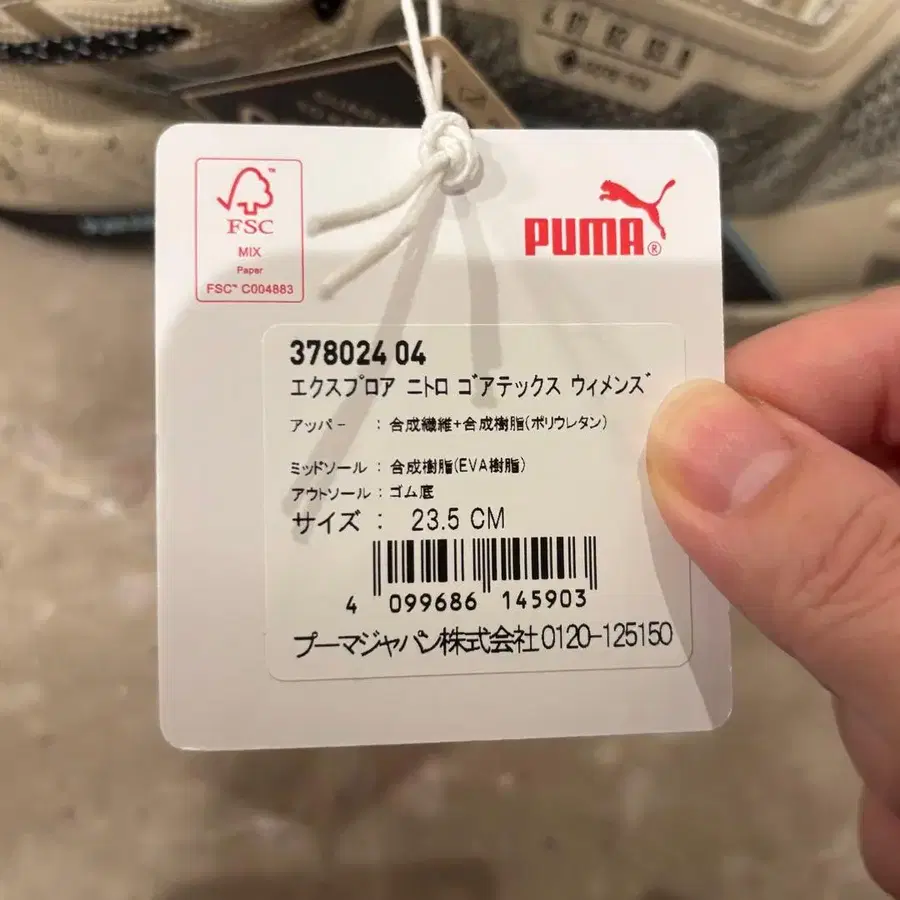 FSC
MIX
Paper
FSC™ C004883
PUMA®
378024 04
エクスプロア ニトロ ゴアテックス ウィメンズ
アッパー : 合成繊維+合成樹脂(ポリウレタン)
ミッドソール : 合成樹脂(EVA樹脂)
アウトソール : ゴム底
サイズ : 23.5 CM
4 099686 145903
プーマジャパン株式会社0120-125150